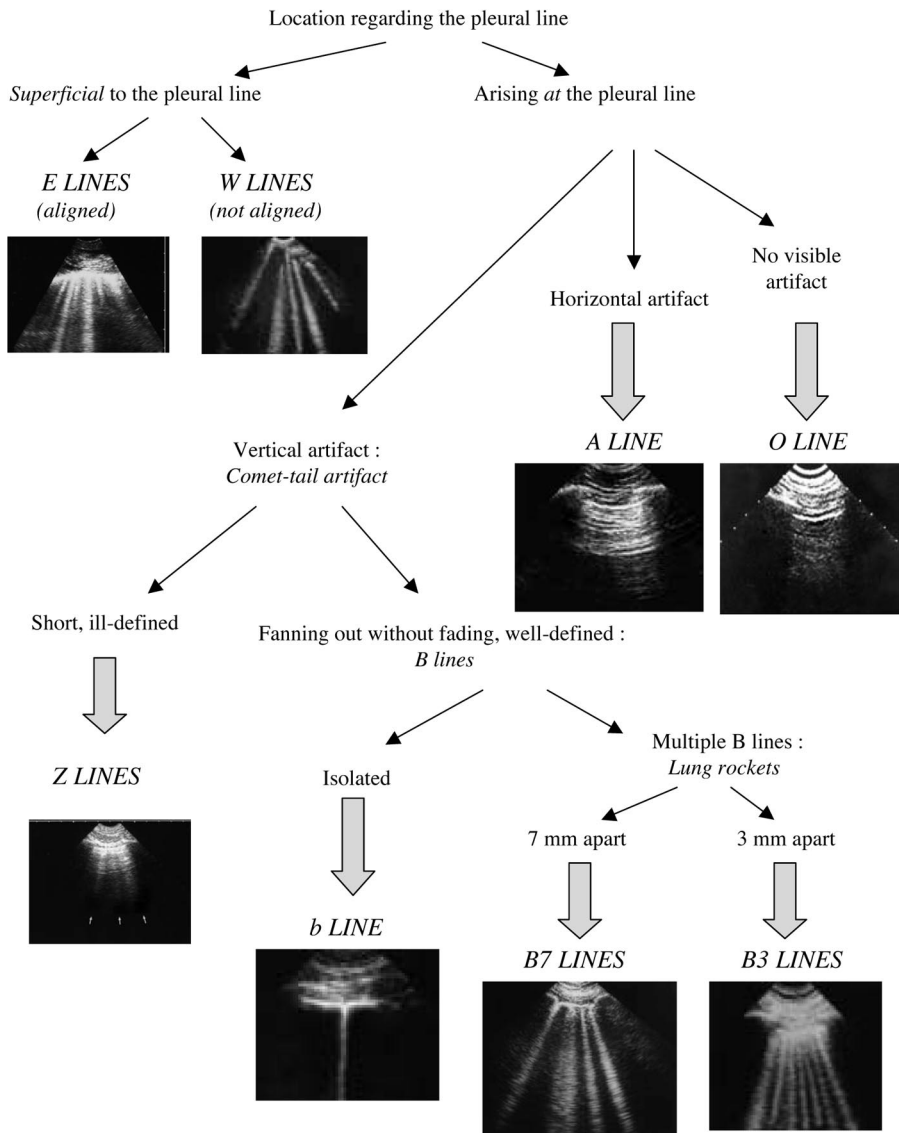 Location regarding the pleural line
Superficial to the pleural line
Arising at the pleural line
E LINES
(aligned)
W LINES
(not aligned)
No visible
artifact
Horizontal artifact
A LINE
O LINE
Vertical artifact :
Comet-tail artifact
Short, ill-defined
Fanning out without fading, well-defined :
B lines
Z LINES
Isolated
Multiple B lines :
Lung rockets
7 mm apart
3 mm apart
b LINE
B7 LINES
B3 LINES